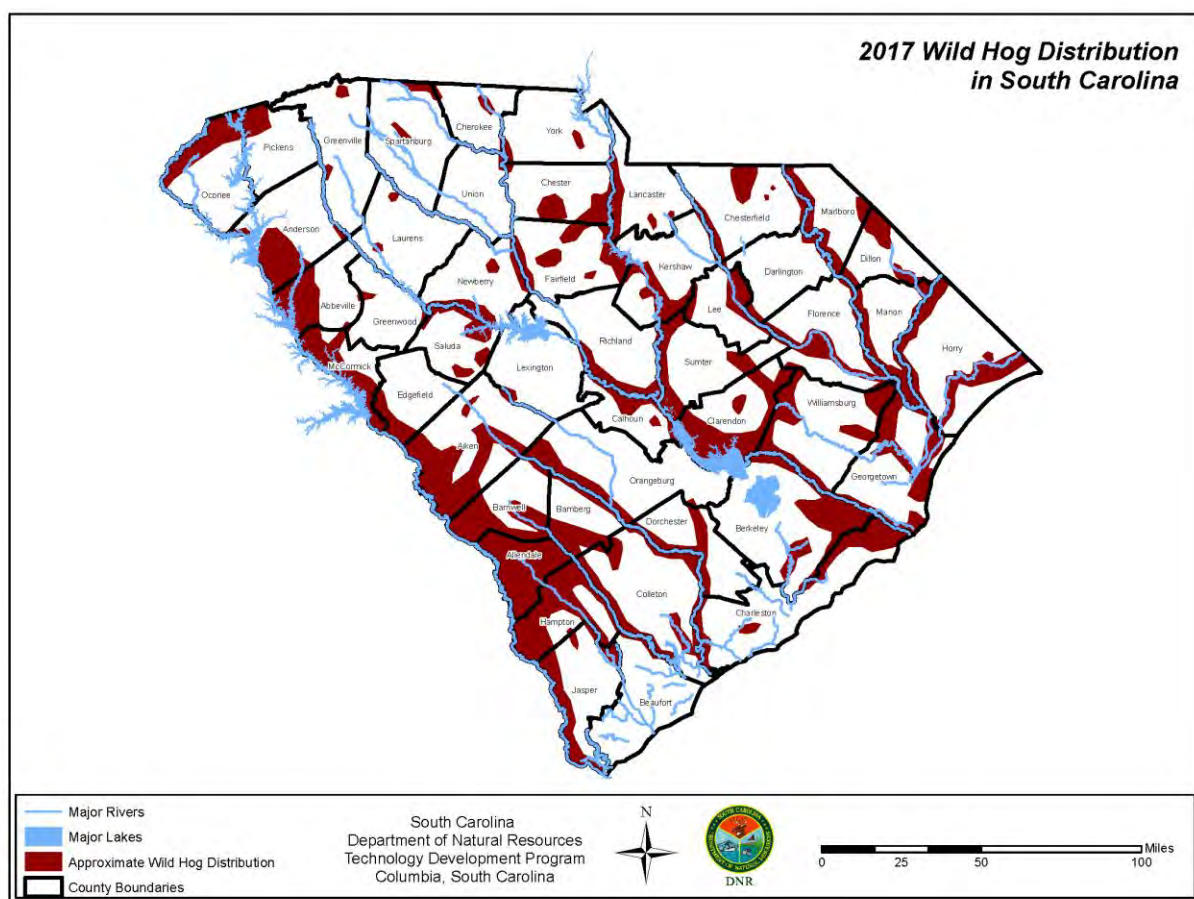 2017 Wild Hog Distribution
in South Carolina
Cherokee
York
Greenville
Spartanburg
Pickens
Oconee
Union
Chester
Lancaster
Chesterfield
Marlboro
Anderson
Laurens
Dillon
Newberry
Fairfield
Kershaw
Darlington
Abbeville
Greenwood
Lee
Florence
Marion
Saluda
Richland
Horry
McCormick
Lexington
Sumter
Edgefield
Williamsburg
Calhoun
Clarendon
Aiken
Orangeburg
Georgetown
Barnwell
Bamberg
Dorchester
Berkeley
Allendale
Colleton
Charleston
Hampton
Jasper
Beaufort
Major Rivers
Major Lakes
Approximate Wild Hog Distribution
County Boundaries
South Carolina
Department of Natural Resources
Technology Development Program
Columbia, South Carolina
N
DNR
Miles
0 25 50 100